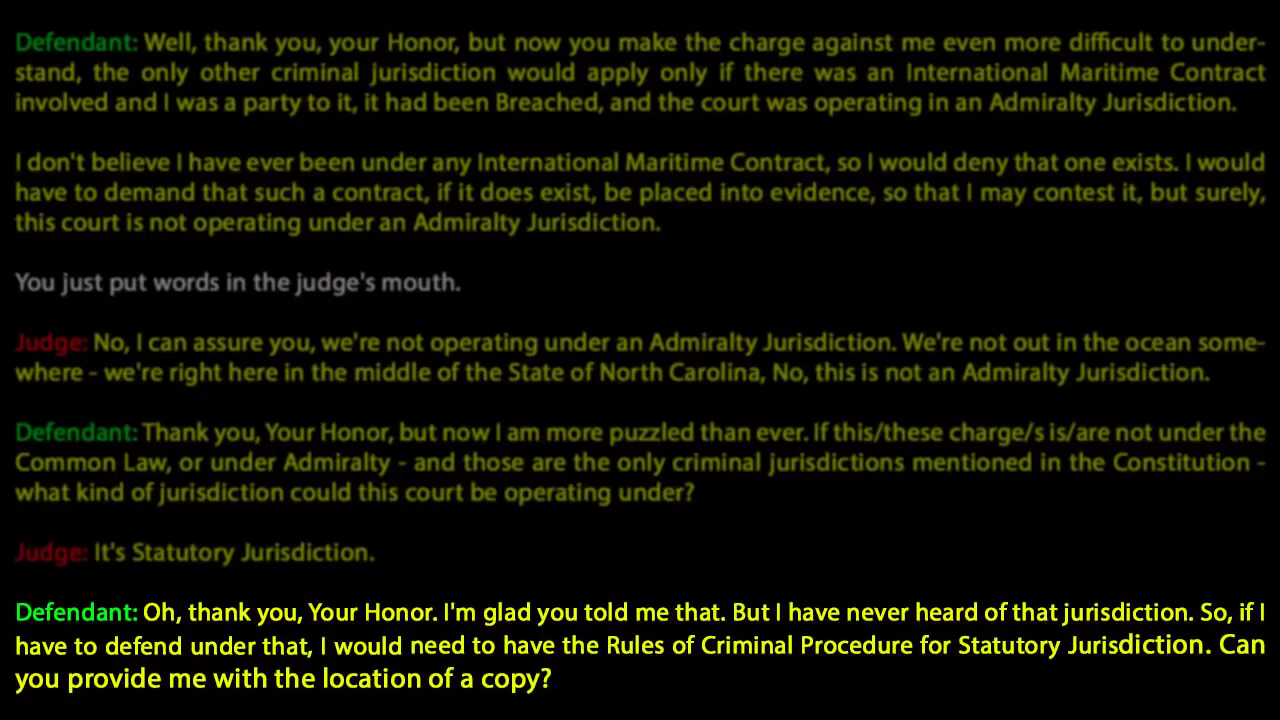 Defendant: Well, thank you, your Honor, but now you make the charge against me even more difficult to under-
stand, the only other criminal jurisdiction would apply only if there was an International Maritime Contract
involved and I was a party to it, it had been Breached, and the court was operating in an Admiralty Jurisdiction.
I don't believe I have ever been under any International Maritime Contract, so I would deny that one exists. I would
have to demand that such a contract, if it does exist, be placed into evidence, so that I may contest it, but surely,
this court is not operating under an Admiralty Jurisdiction.
You just put words in the judge's mouth.
Judge: No, I can assure you, we're not operating under an Admiralty Jurisdiction. We're not out in the ocean some-
where - we're right here in the middle of the State of North Carolina, No, this is not an Admiralty Jurisdiction.
Defendant: Thank you, Your Honor, but now I am more puzzled than ever. If this/these charge/s is/are not under the
Common Law, or under Admiralty - and those are the only criminal jurisdictions mentioned in the Constitution -
what kind of jurisdiction could this court be operating under?
Judge: It's Statutory Jurisdiction.
Defendant: Oh, thank you, Your Honor. I'm glad you told me that. But I have never heard of that jurisdiction. So, if I
have to defend under that, I would need to have the Rules of Criminal Procedure for Statutory Jurisdiction. Can
you provide me with the location of a copy?